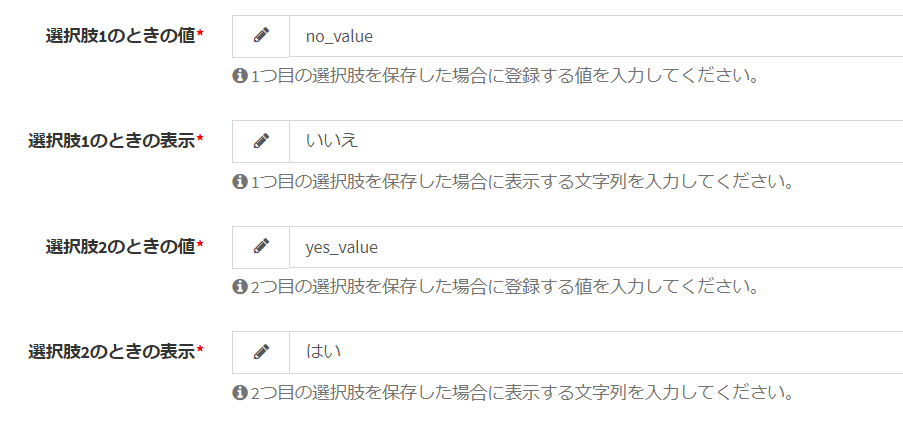 選択肢1のときの値* no_value
1つ目の選択肢を保存した場合に登録する値を入力してください。
選択肢1のときの表示* いいえ
1つ目の選択肢を保存した場合に表示する文字列を入力してください。
選択肢2のときの値* yes_value
2つ目の選択肢を保存した場合に登録する値を入力してください。
選択肢2のときの表示* はい
2つ目の選択肢を保存した場合に表示する文字列を入力してください。